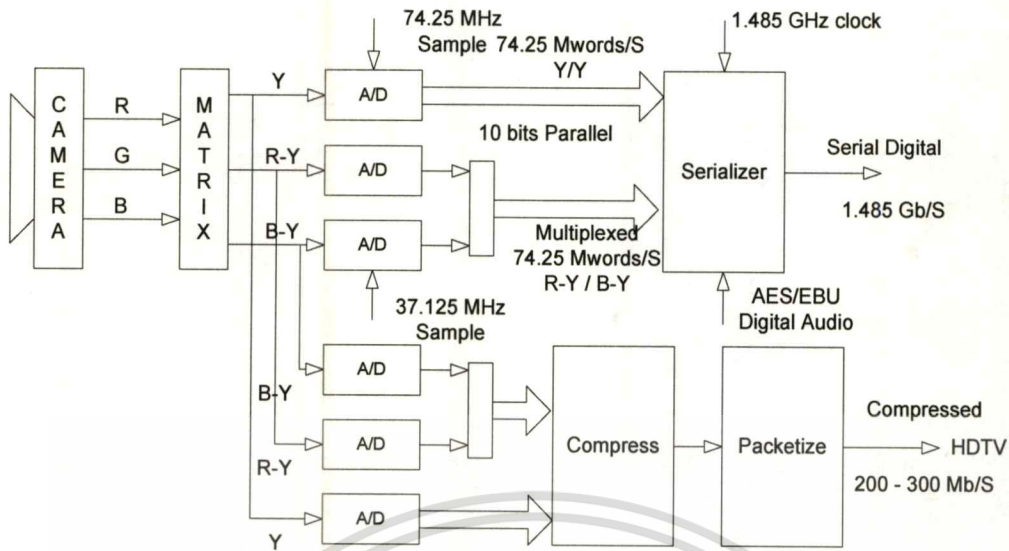 74.25 MHz
Sample
74.25 Mwords/S
Y/Y
1.485 GHz clock
CAMERA
R
G
B
MATRIX
Y
R-Y
B-Y
A/D
A/D
A/D
10 bits Parallel
Multiplexed
74.25 Mwords/S
R-Y / B-Y
Serializer
Serial Digital
1.485 Gb/S
37.125 MHz
Sample
AES/EBU
Digital Audio
B-Y
R-Y
Y
A/D
A/D
A/D
Compress
Packetize
Compressed
HDTV
200 - 300 Mb/S